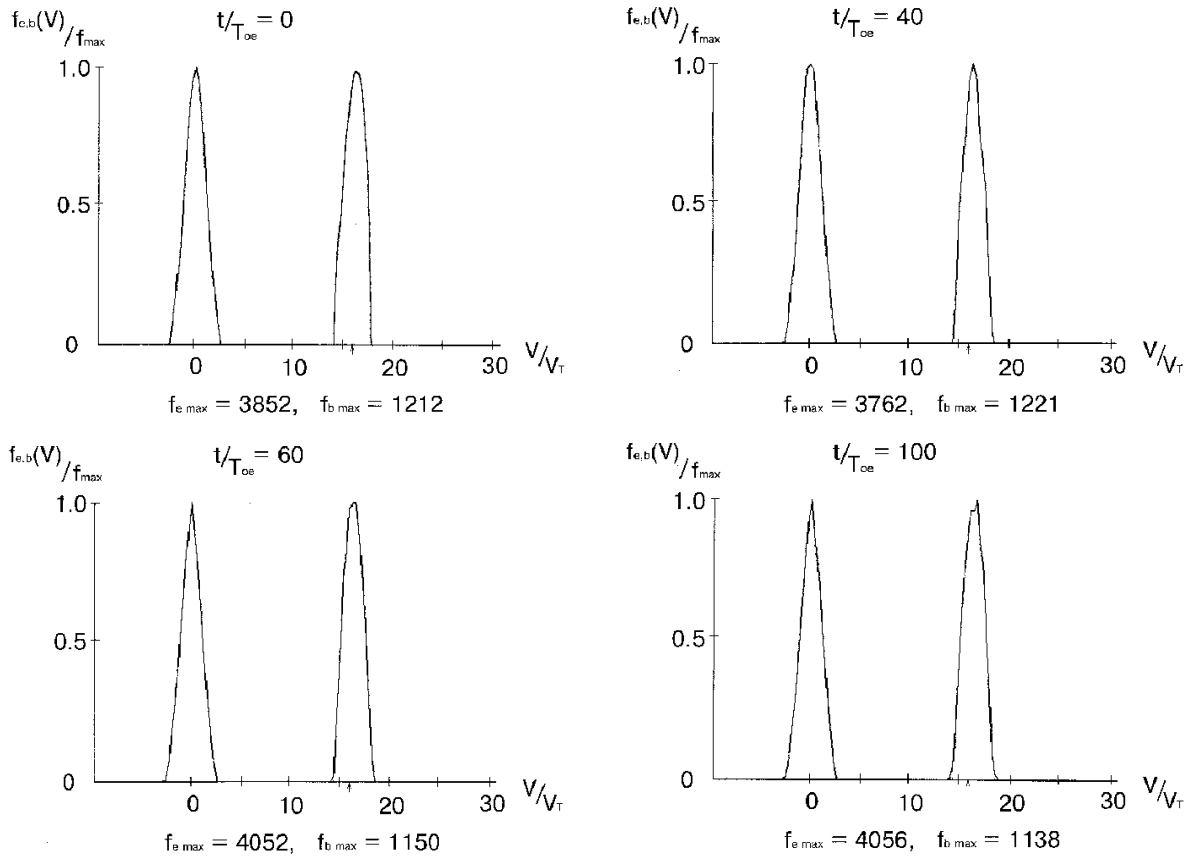 fe,b(V)/fmax
t/Toe = 0
1.0
0.5
0
0 10 20 30 V/VT
fe max = 3852, fb max = 1212
fe,b(V)/fmax
t/Toe = 40
1.0
0.5
0
0 10 20 30 V/VT
fe max = 3762, fb max = 1221
fe,b(V)/fmax
t/Toe = 60
1.0
0.5
0
0 10 20 30 V/VT
fe max = 4052, fb max = 1150
fe,b(V)/fmax
t/Toe = 100
1.0
0.5
0
0 10 20 30 V/VT
fe max = 4056, fb max = 1138